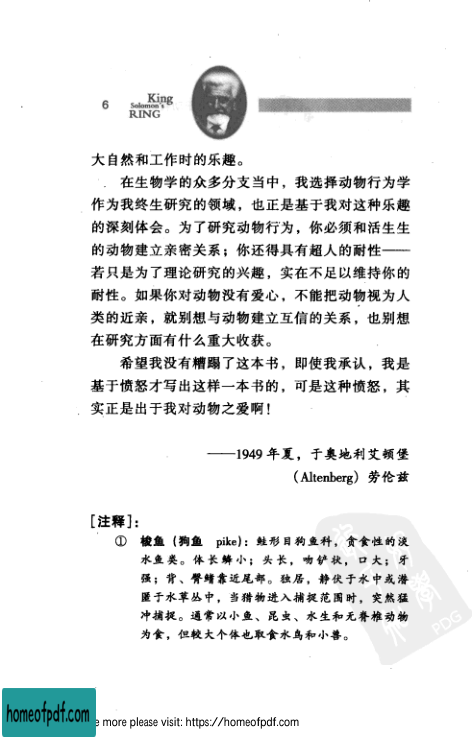 6
King
Solomon's
RING
大自然和工作时的乐趣。
在生物学的众多分支当中，我选择动物行为学
作为我终生研究的领域，也正是基于我对这种乐趣
的深刻体会。为了研究动物行为，你必须和活生生
的动物建立亲密关系；你还得具有超人的耐性——
若只是为了理论研究的兴趣，实在不足以维持你的
耐性。如果你对动物没有爱心，不能把动物视为人
类的近亲，就别想与动物建立互信的关系，也别想
在研究方面有什么重大收获。
希望我没有糟蹋了这本书，即使我承认，我是
基于愤怒才写出这样一本书的，可是这种愤怒，其
实正是出于我对动物之爱啊！
——1949 年夏，于奥地利艾顿堡
（Altenberg）劳伦兹
［注释］：
① 梭鱼（狗鱼 pike）：鲑形目狗鱼科，贪食性的淡
水鱼类。体长鳞小；头长，吻铲状，口大；牙
强；背、臀鳍靠近尾部。独居，静伏于水中或潜
匿于水草丛中，当猎物进入捕捉范围时，突然猛
冲捕捉。通常以小鱼、昆虫、水生和无脊椎动物
为食，但较大个体也取食水鸟和小兽。
PDG
homeofpdf.com
e more please visit: https://homeofpdf.com